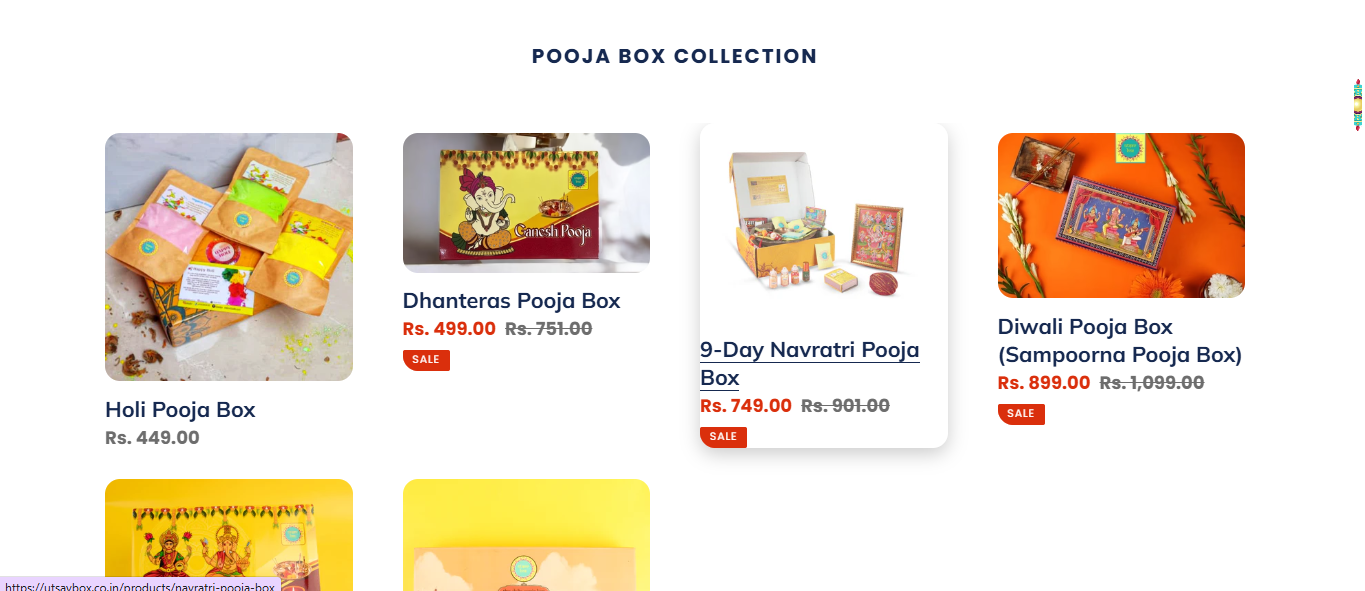 POOJA BOX COLLECTION
Ganesh Pooja
Holi Pooja Box
Rs. 449.00
Dhanteras Pooja Box
Rs. 499.00 Rs. 751.00
SALE
9-Day Navratri Pooja
Box
Rs. 749.00 Rs. 901.00
SALE
Diwali Pooja Box
(Sampoorna Pooja Box)
Rs. 899.00 Rs. 1,099.00
SALE
https://utsavbox.co.in/products/navratri-pooja-box